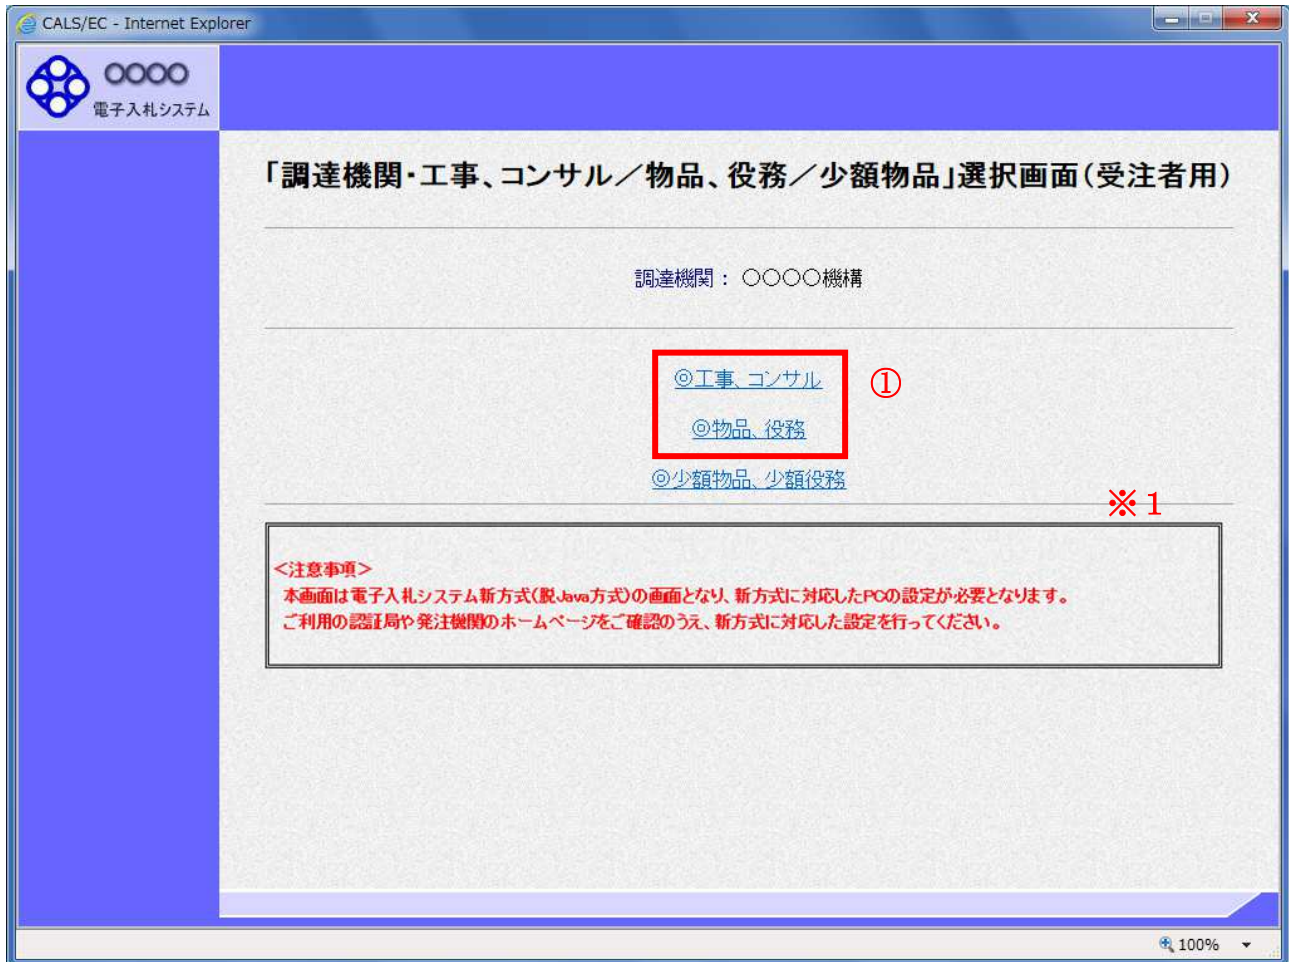 CALS/EC - Internet Explorer
○○○○
電子入札システム
「調達機関・工事、コンサル／物品、役務／少額物品」選択画面(受注者用)
調達機関： ○○○○機構
◎工事、コンサル
①
◎物品、役務
◎少額物品、少額役務
※１
＜注意事項＞
本画面は電子入札システム新方式(脱Java方式)の画面となり、新方式に対応したPCの設定が必要となります。
ご利用の認証局や発注機関のホームページをご確認のうえ、新方式に対応した設定を行ってください。
100%